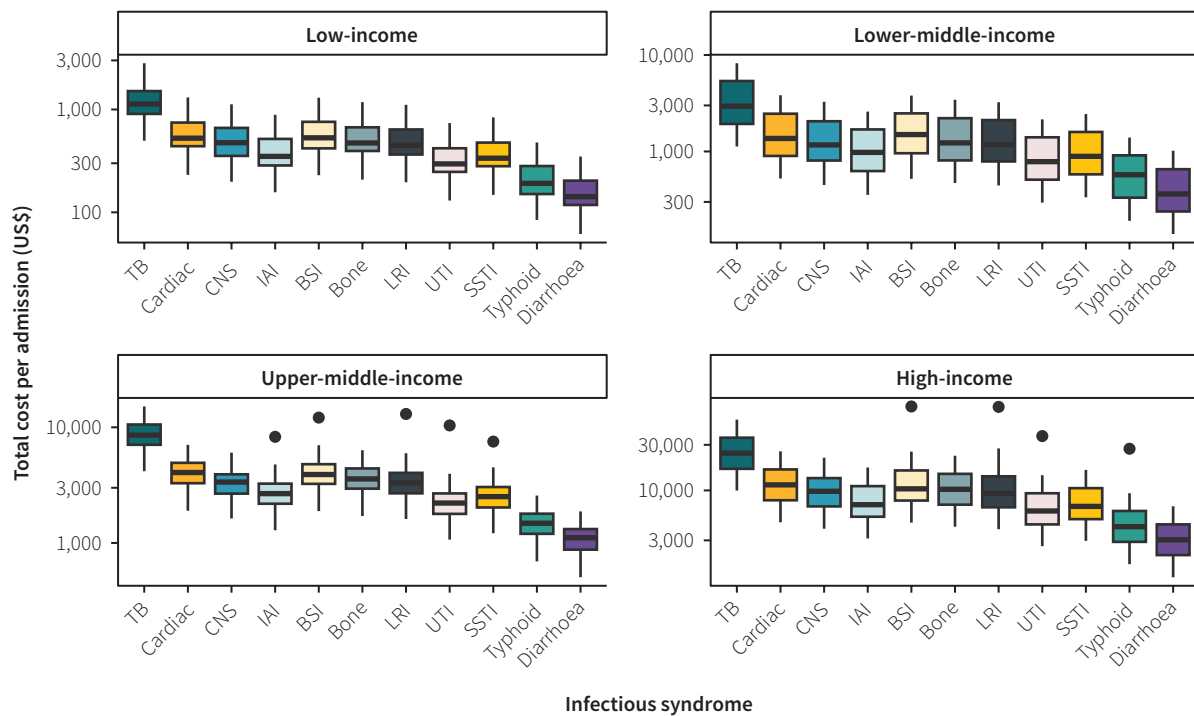 Total cost per admission (US$)
Low-income
3,000
1,000
300
100
TB
Cardiac
CNS
IAI
BSI
Bone
LRI
UTI
SSTI
Typhoid
Diarrhoea
Lower-middle-income
10,000
3,000
1,000
300
TB
Cardiac
CNS
IAI
BSI
Bone
LRI
UTI
SSTI
Typhoid
Diarrhoea
Upper-middle-income
10,000
3,000
1,000
TB
Cardiac
CNS
IAI
BSI
Bone
LRI
UTI
SSTI
Typhoid
Diarrhoea
High-income
30,000
10,000
3,000
TB
Cardiac
CNS
IAI
BSI
Bone
LRI
UTI
SSTI
Typhoid
Diarrhoea
Infectious syndrome